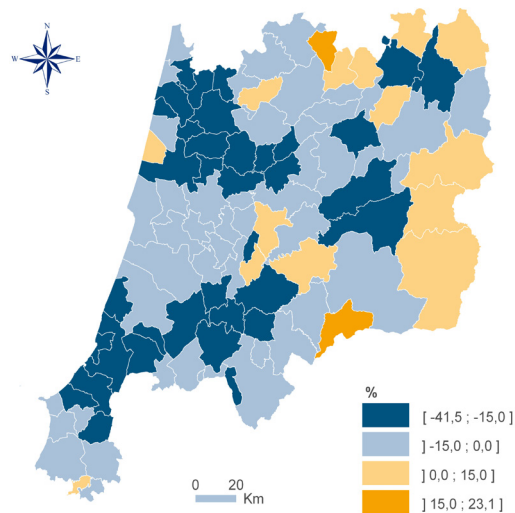 N
W E
S
%
[ -41,5 ; -15,0 ]
]-15,0 ; 0,0 ]
] 0,0 ; 15,0 ]
] 15,0 ; 23,1 ]
0 20
Km